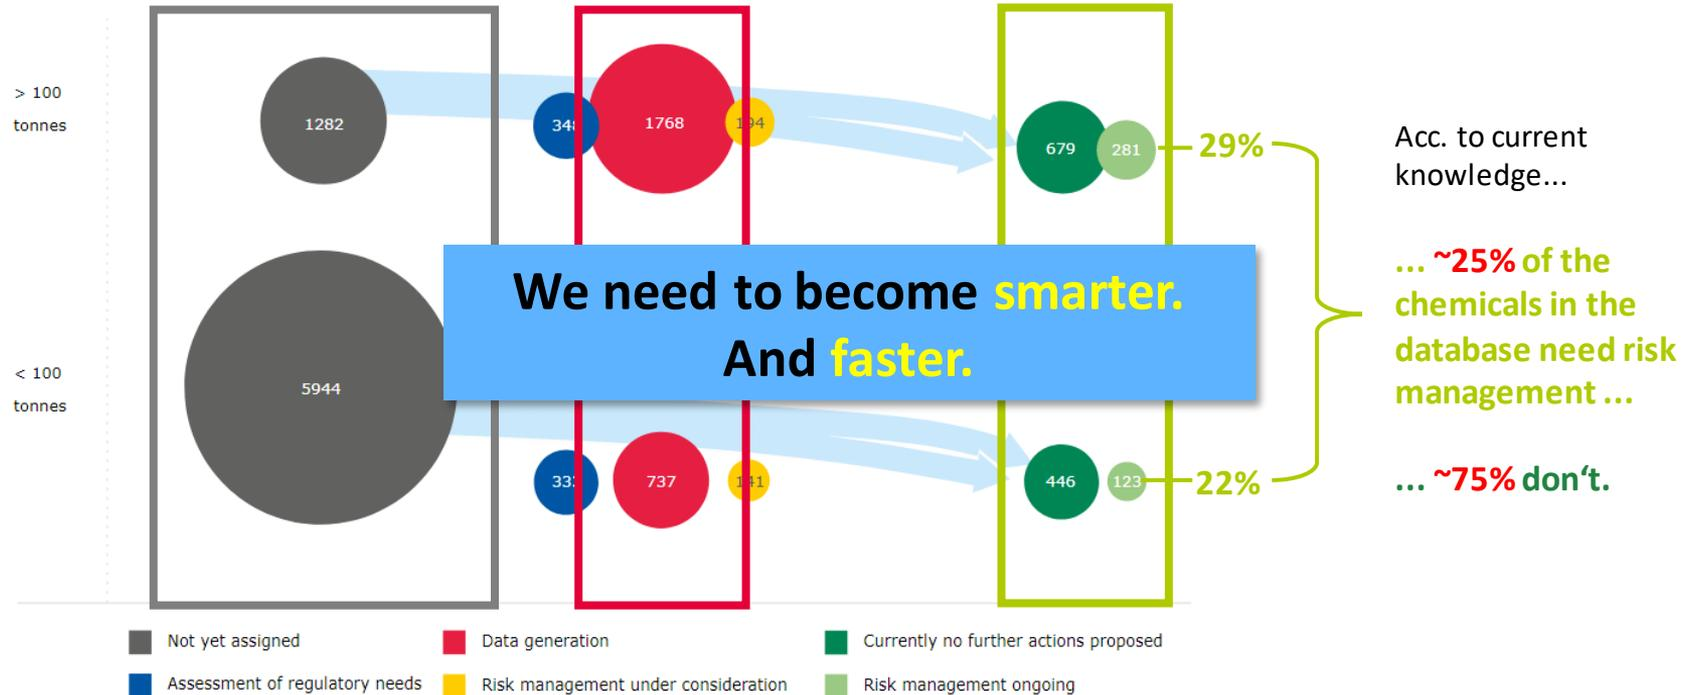 > 100
tonnes
1282
348
1768
194
679
281
29%
Acc. to current
knowledge...
We need to become smarter.
And faster.
... ~25% of the
chemicals in the
database need risk
management ...
< 100
tonnes
5944
737
141
446
123
22%
... ~75% don‘t.
Not yet assigned
Data generation
Currently no further actions proposed
Assessment of regulatory needs
Risk management under consideration
Risk management ongoing